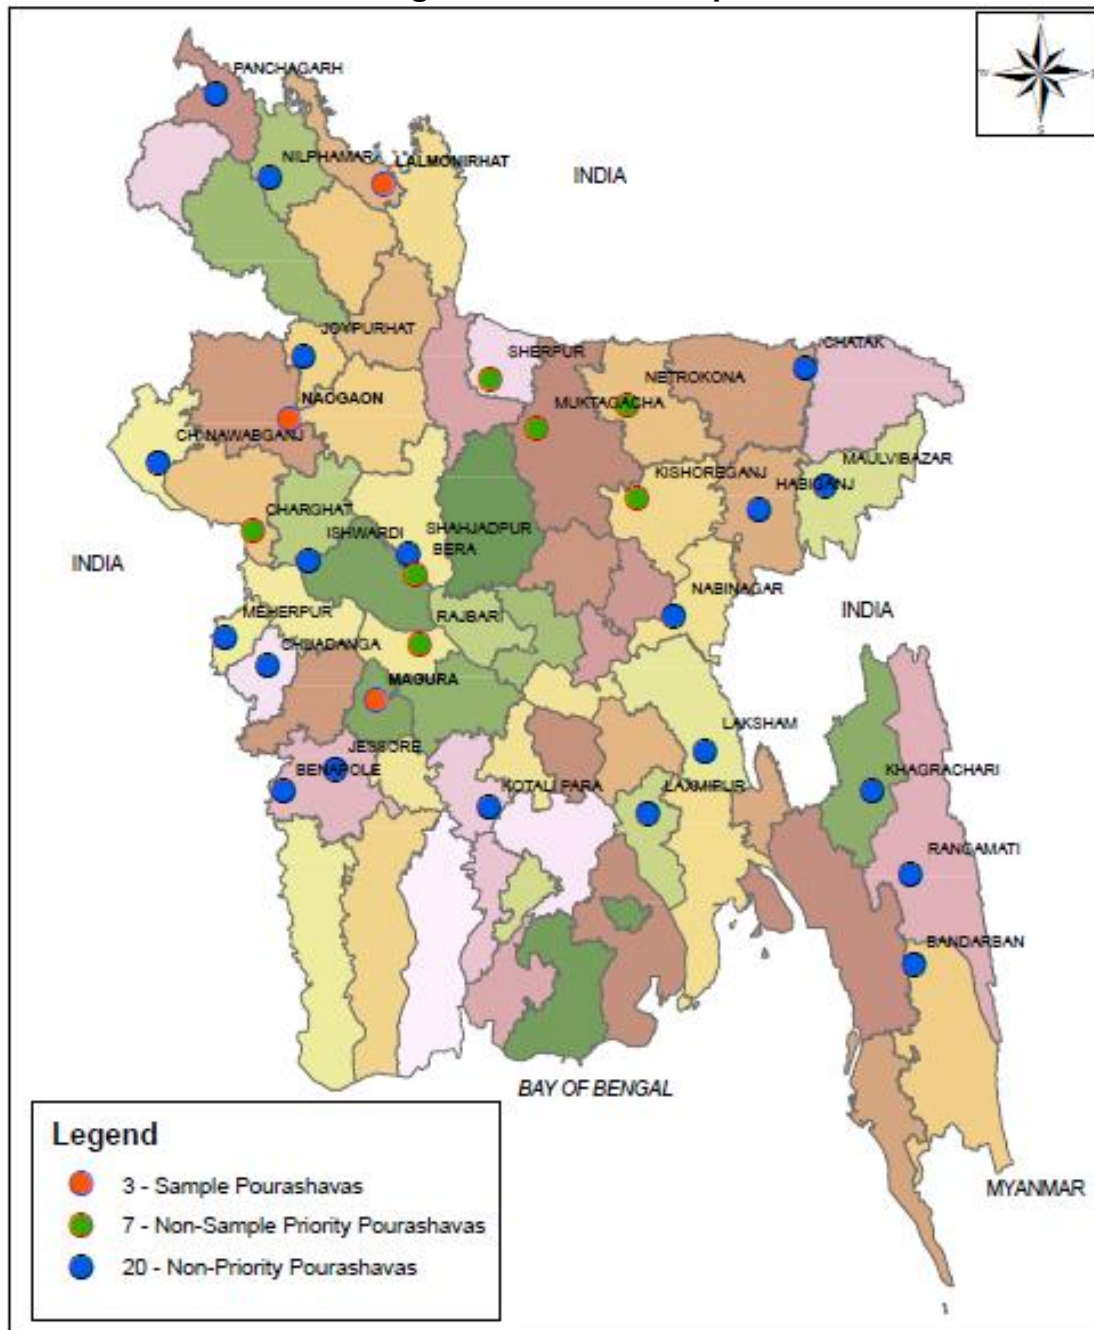 N
W
S
PANCHAGARH
NILPHAMARI
LALMONIRHAT
INDIA
JOYPURHAT
SHERPUR
CHATAK
NETROKONA
NAOGAON
MUKTAGACHA
CH. NAWABGANJ
MAULVIBAZAR
KISHOREGANJ
HABIGANJ
CHARGHAT
ISHWARDI
SHAHJADPUR
BERA
INDIA
NABINAGAR
INDIA
MEHERPUR
RAJBARI
CHUADANGA
MAGURA
LAKSHAM
JESSORE
BENAPOLE
KHAGRACHARI
KOTALI PARA
LAXMIPUR
RANGAMATI
BANDARBAN
BAY OF BENGAL
MYANMAR
Legend
3 - Sample Pourashavas
7 - Non-Sample Priority Pourashavas
20 - Non-Priority Pourashavas